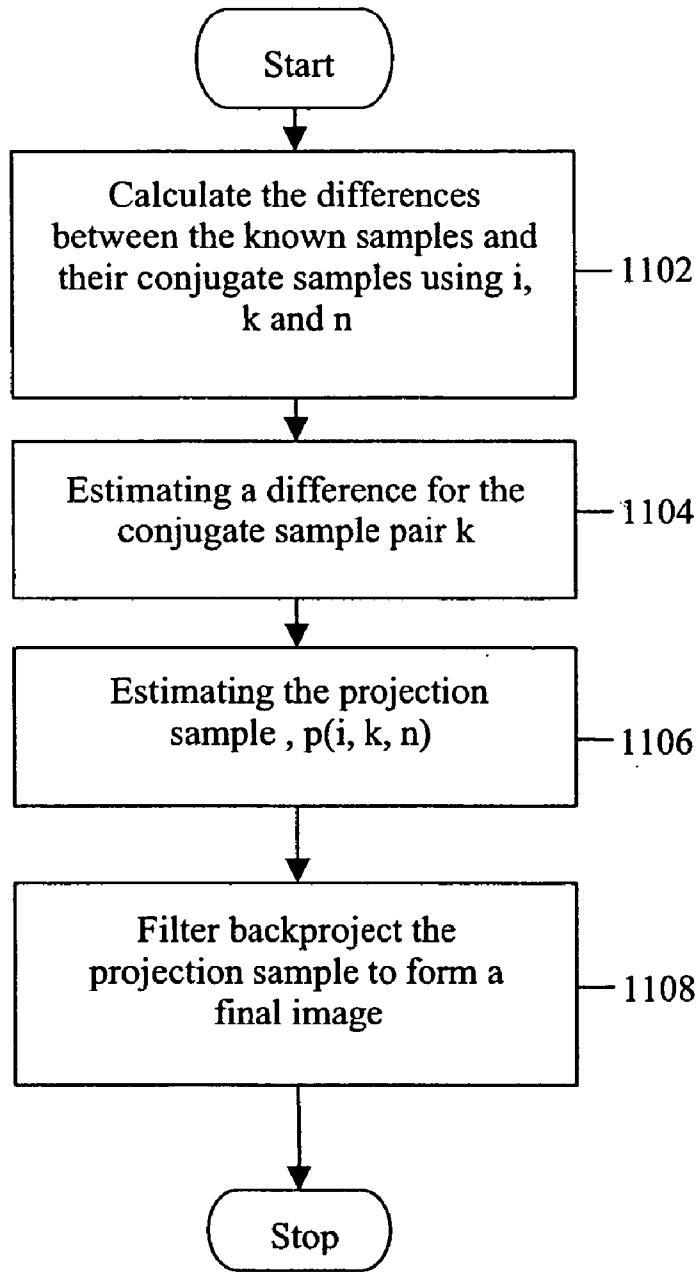 Start
Calculate the differences
between the known samples and
their conjugate samples using i,
k and n
1102
Estimating a difference for the
conjugate sample pair k
1104
Estimating the projection
sample , p(i, k, n)
1106
Filter backproject the
projection sample to form a
final image
1108
Stop